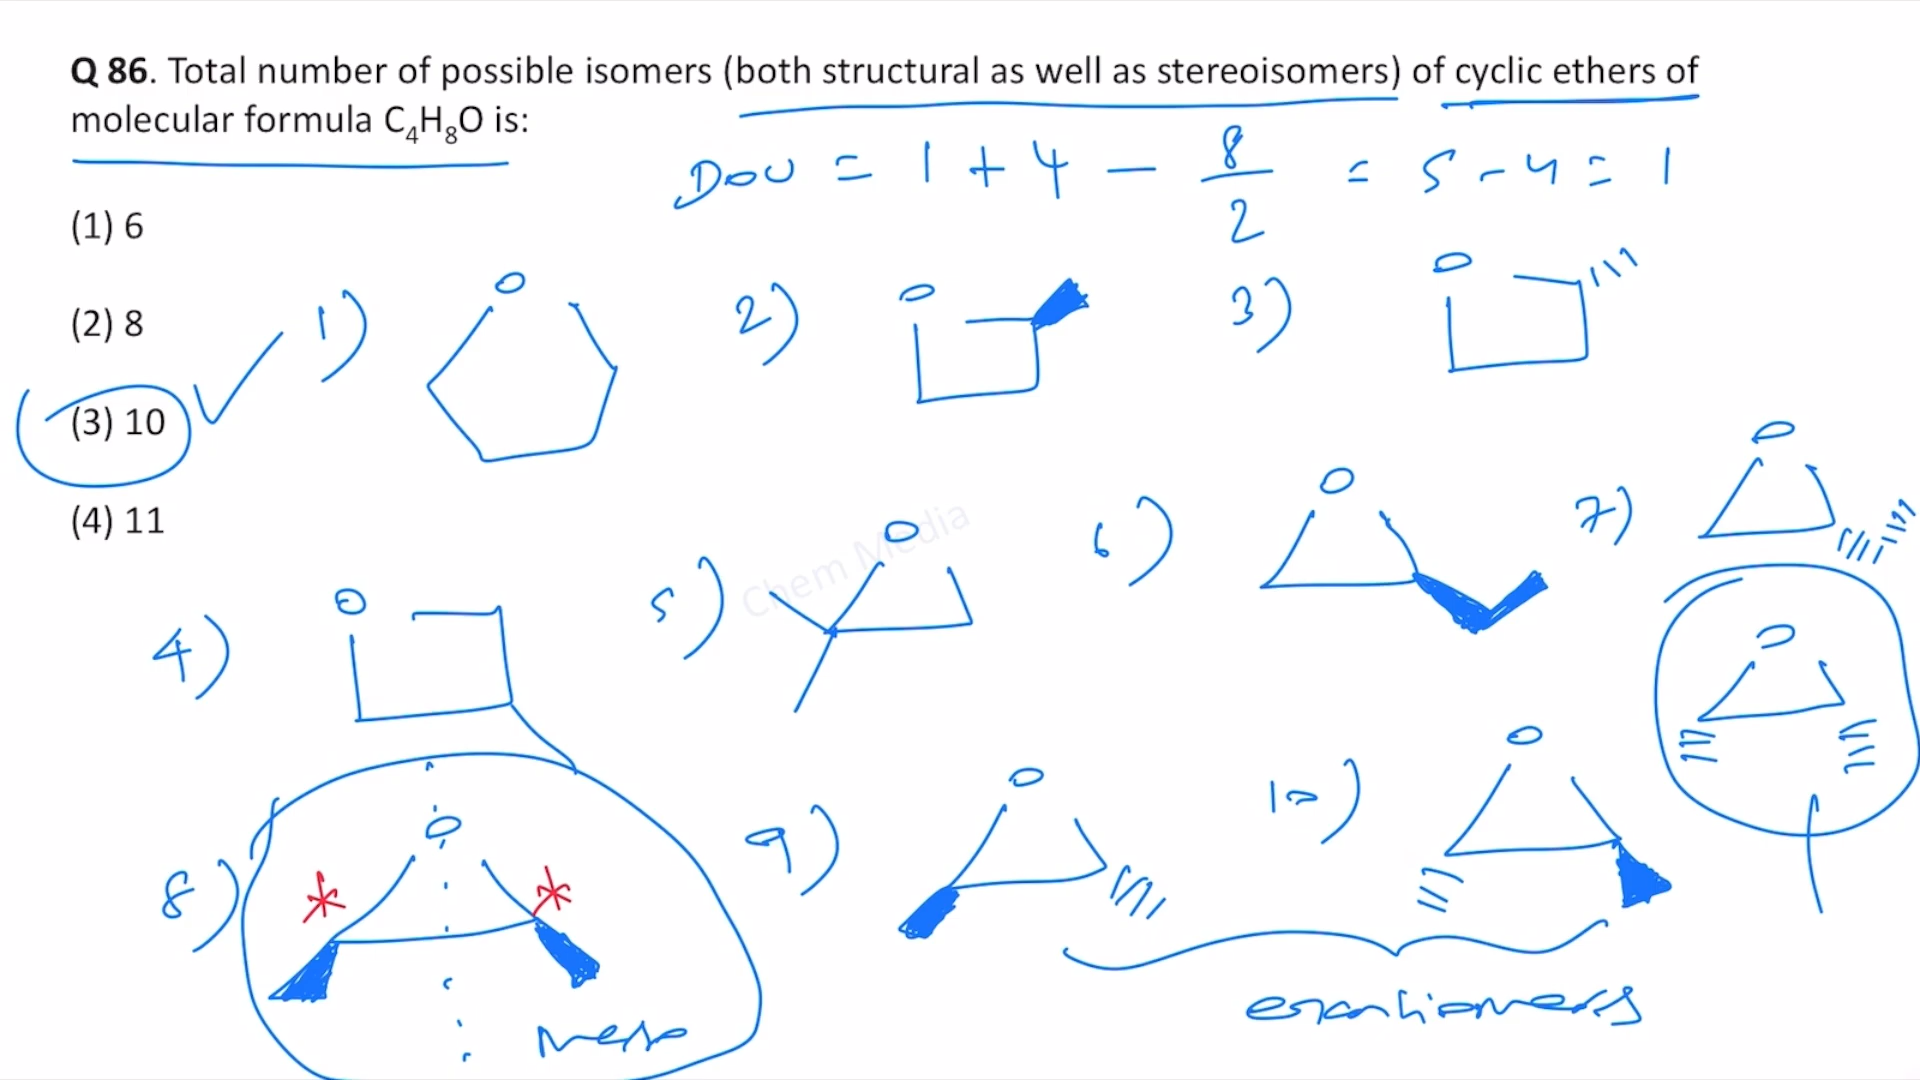 Q 86. Total number of possible isomers (both structural as well as stereoisomers) of cyclic ethers of
molecular formula C₄H₈O is:
DOU = 1 + 4 - 8/2 = 5 - 4 = 1
(1) 6
(2) 8
(3) 10
(4) 11
1) O
2) O
3) O
4) O
5) O
6) O
7) O
O
8) O
* *
meso
9) O
10) O
enantiomers
Chem Media